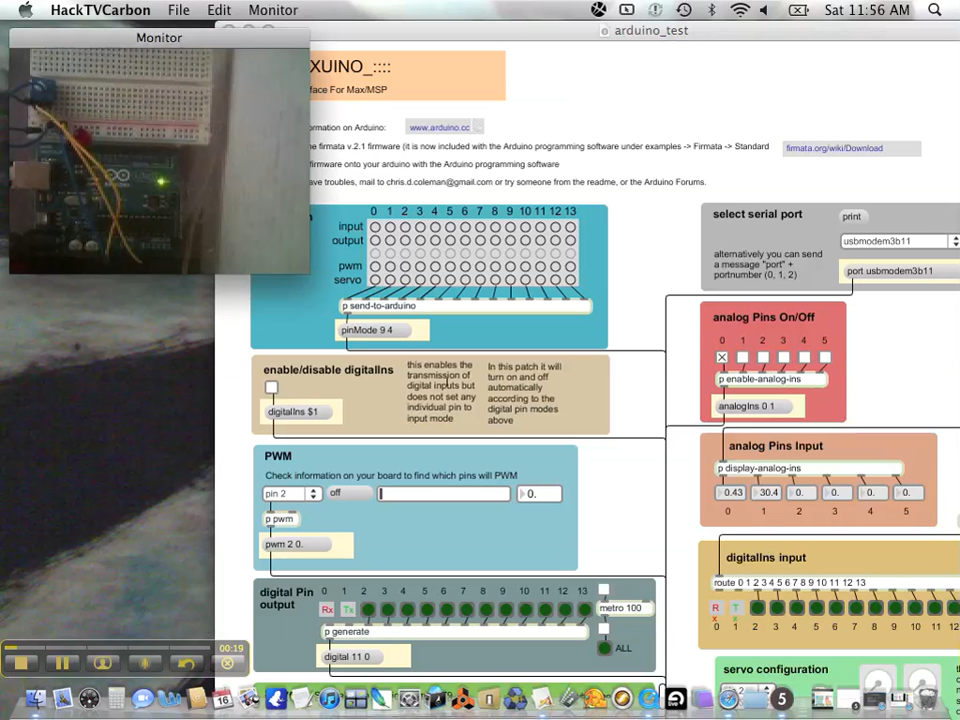 HackTVCarbon File Edit Monitor Sat 11:56 AM
Monitor
arduino_test
XUINO_::::
face For Max/MSP
ormation on Arduino: www.arduino.cc
he firmata v.2.1 firmware (it is now included with the Arduino programming software under examples -> Firmata -> Standard firmata.org/wiki/Download
firmware onto your arduino with the Arduino programming software
ave troubles, mail to chris.d.coleman@gmail.com or try someone from the readme, or the Arduino Forums.
0 1 2 3 4 5 6 7 8 9 10 11 12 13
input
output
pwm
servo
p send-to-arduino
pinMode 9 4
select serial port
print
usbmodem3b11
alternatively you can send
a message "port" +
portnumber (0, 1, 2)
port usbmodem3b11
analog Pins On/Off
0 1 2 3 4 5
p enable-analog-ins
analogIns 0 1
enable/disable digitalIns
digitalIns $1
this enables the
transmission of
digital inputs but
does not set any
individual pin to
input mode
In this patch it will
turn on and off
automatically
according to the
digital pin modes
above
PWM
Check information on your board to find which pins will PWM
pin 2 off 0.
p pwm
pwm 2 0.
analog Pins Input
p display-analog-ins
0.43 30.4 0. 0. 0. 0.
0 1 2 3 4 5
digital Pin
output
0 1 2 3 4 5 6 7 8 9 10 11 12 13
Rx Tx
metro 100
p generate
ALL
digital 11 0
digitalIns input
route 0 1 2 3 4 5 6 7 8 9 10 11 12 13
R T
x x
0 1 2 3 4 5 6 7 8 9 10 11 12
servo configuration
00:19